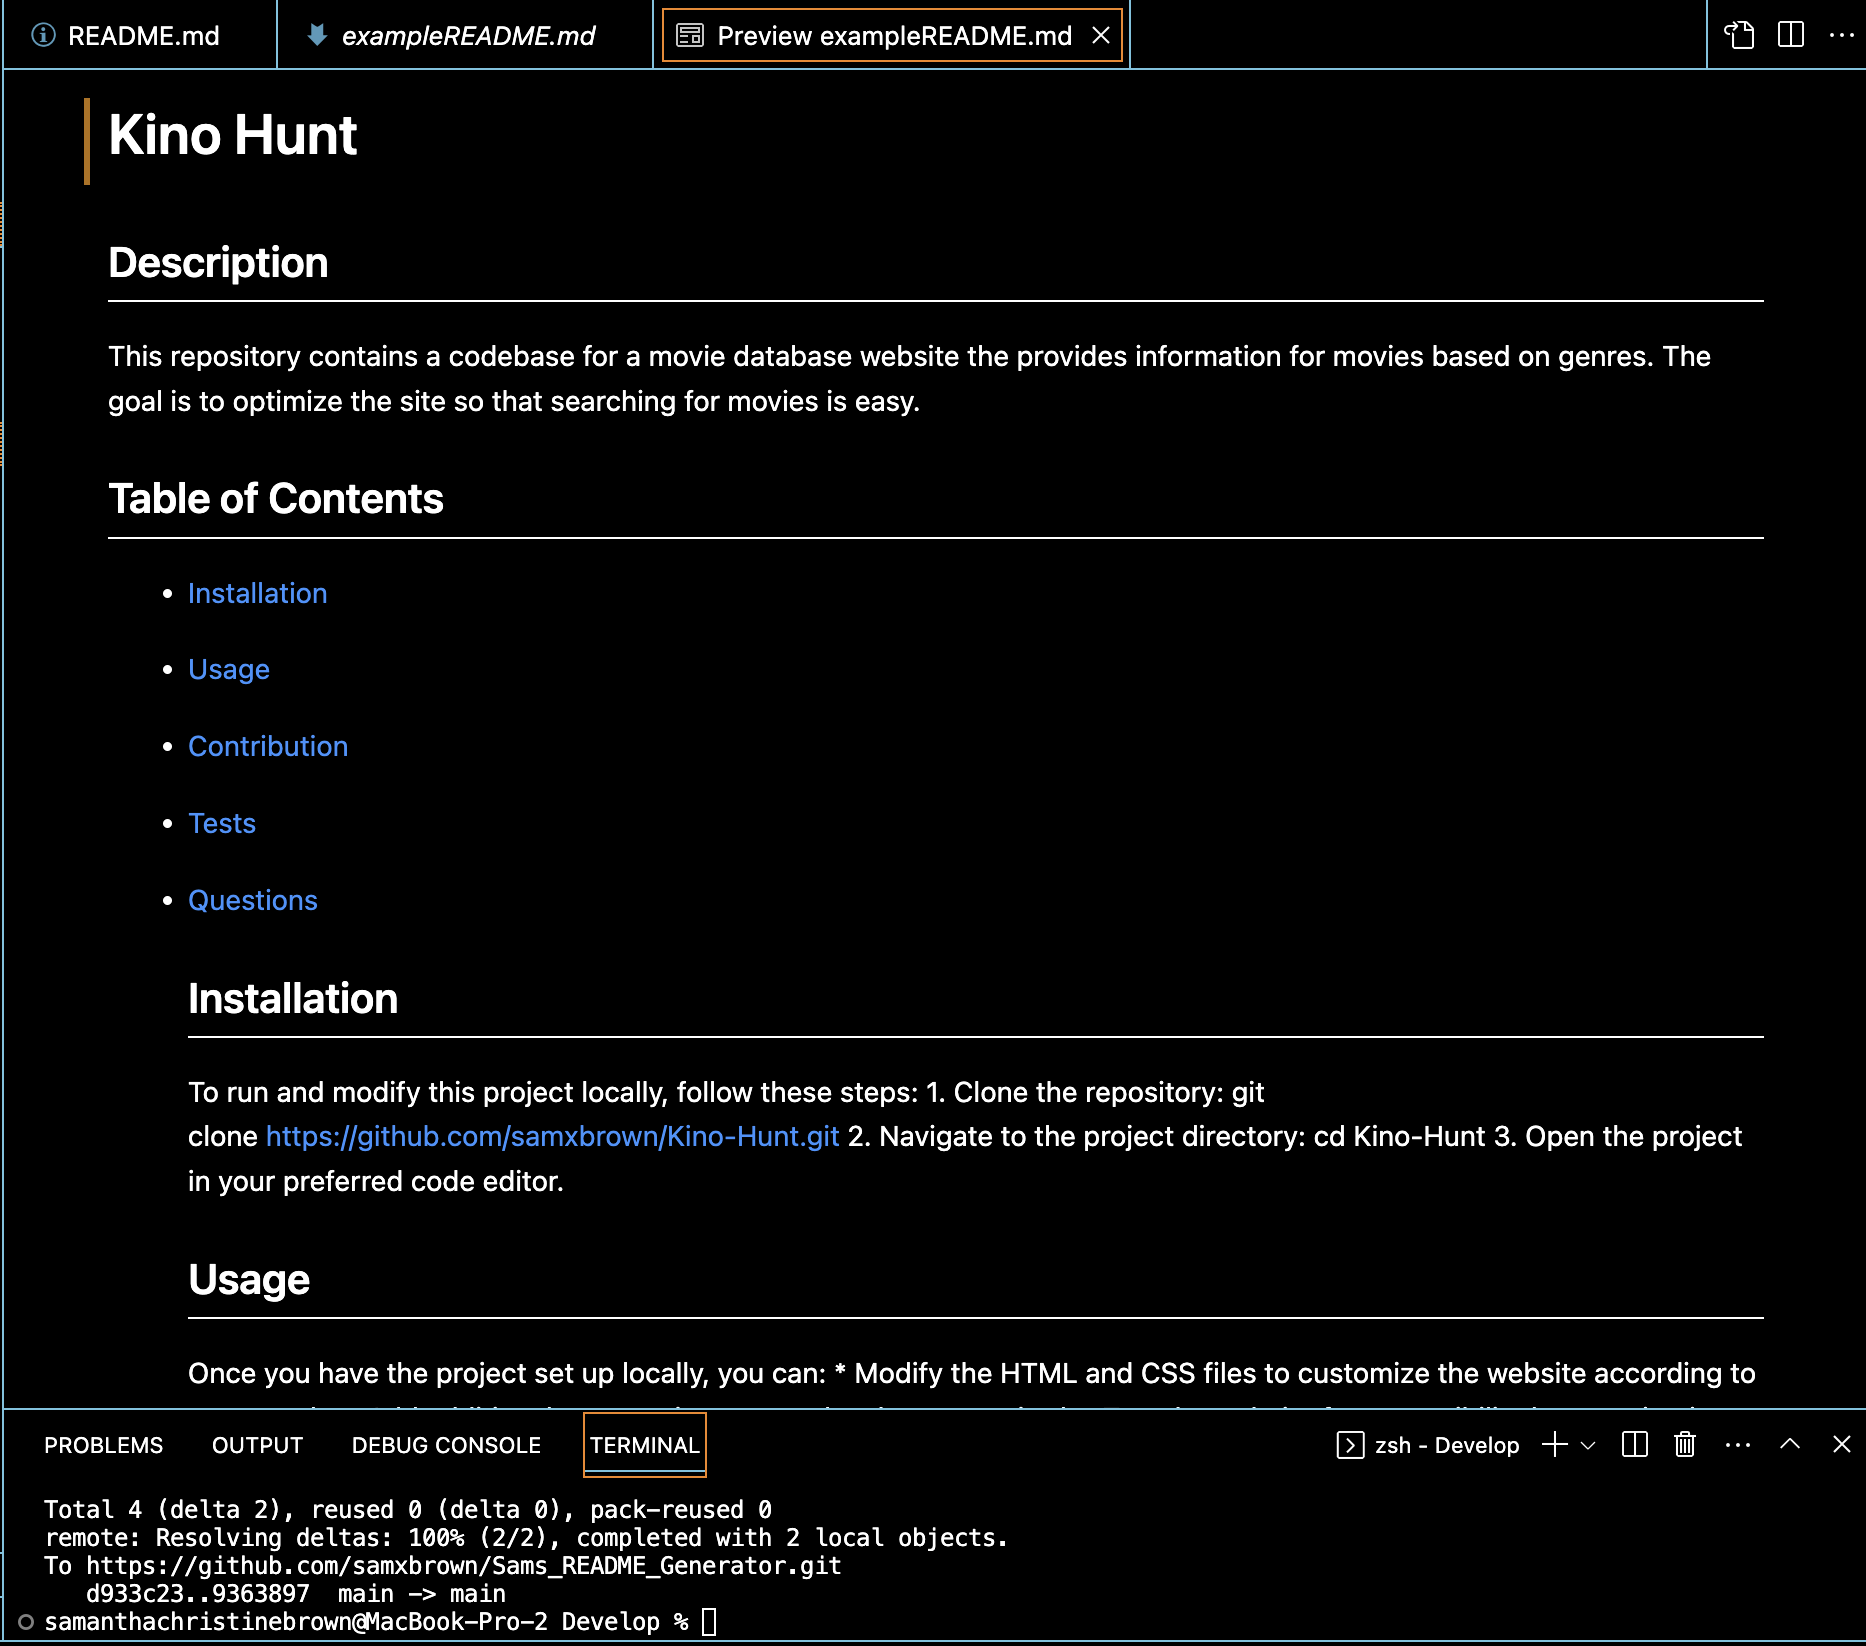 README.md
exampleREADME.md
Preview exampleREADME.md
Kino Hunt
Description
This repository contains a codebase for a movie database website the provides information for movies based on genres. The
goal is to optimize the site so that searching for movies is easy.
Table of Contents
• Installation
• Usage
• Contribution
• Tests
• Questions
Installation
To run and modify this project locally, follow these steps: 1. Clone the repository: git
clone https://github.com/samxbrown/Kino-Hunt.git 2. Navigate to the project directory: cd Kino-Hunt 3. Open the project
in your preferred code editor.
Usage
Once you have the project set up locally, you can: * Modify the HTML and CSS files to customize the website according to
PROBLEMS OUTPUT DEBUG CONSOLE TERMINAL
zsh - Develop
Total 4 (delta 2), reused 0 (delta 0), pack-reused 0
remote: Resolving deltas: 100% (2/2), completed with 2 local objects.
To https://github.com/samxbrown/Sams_README_Generator.git
d933c23..9363897 main -> main
samanthachristinebrown@MacBook-Pro-2 Develop %